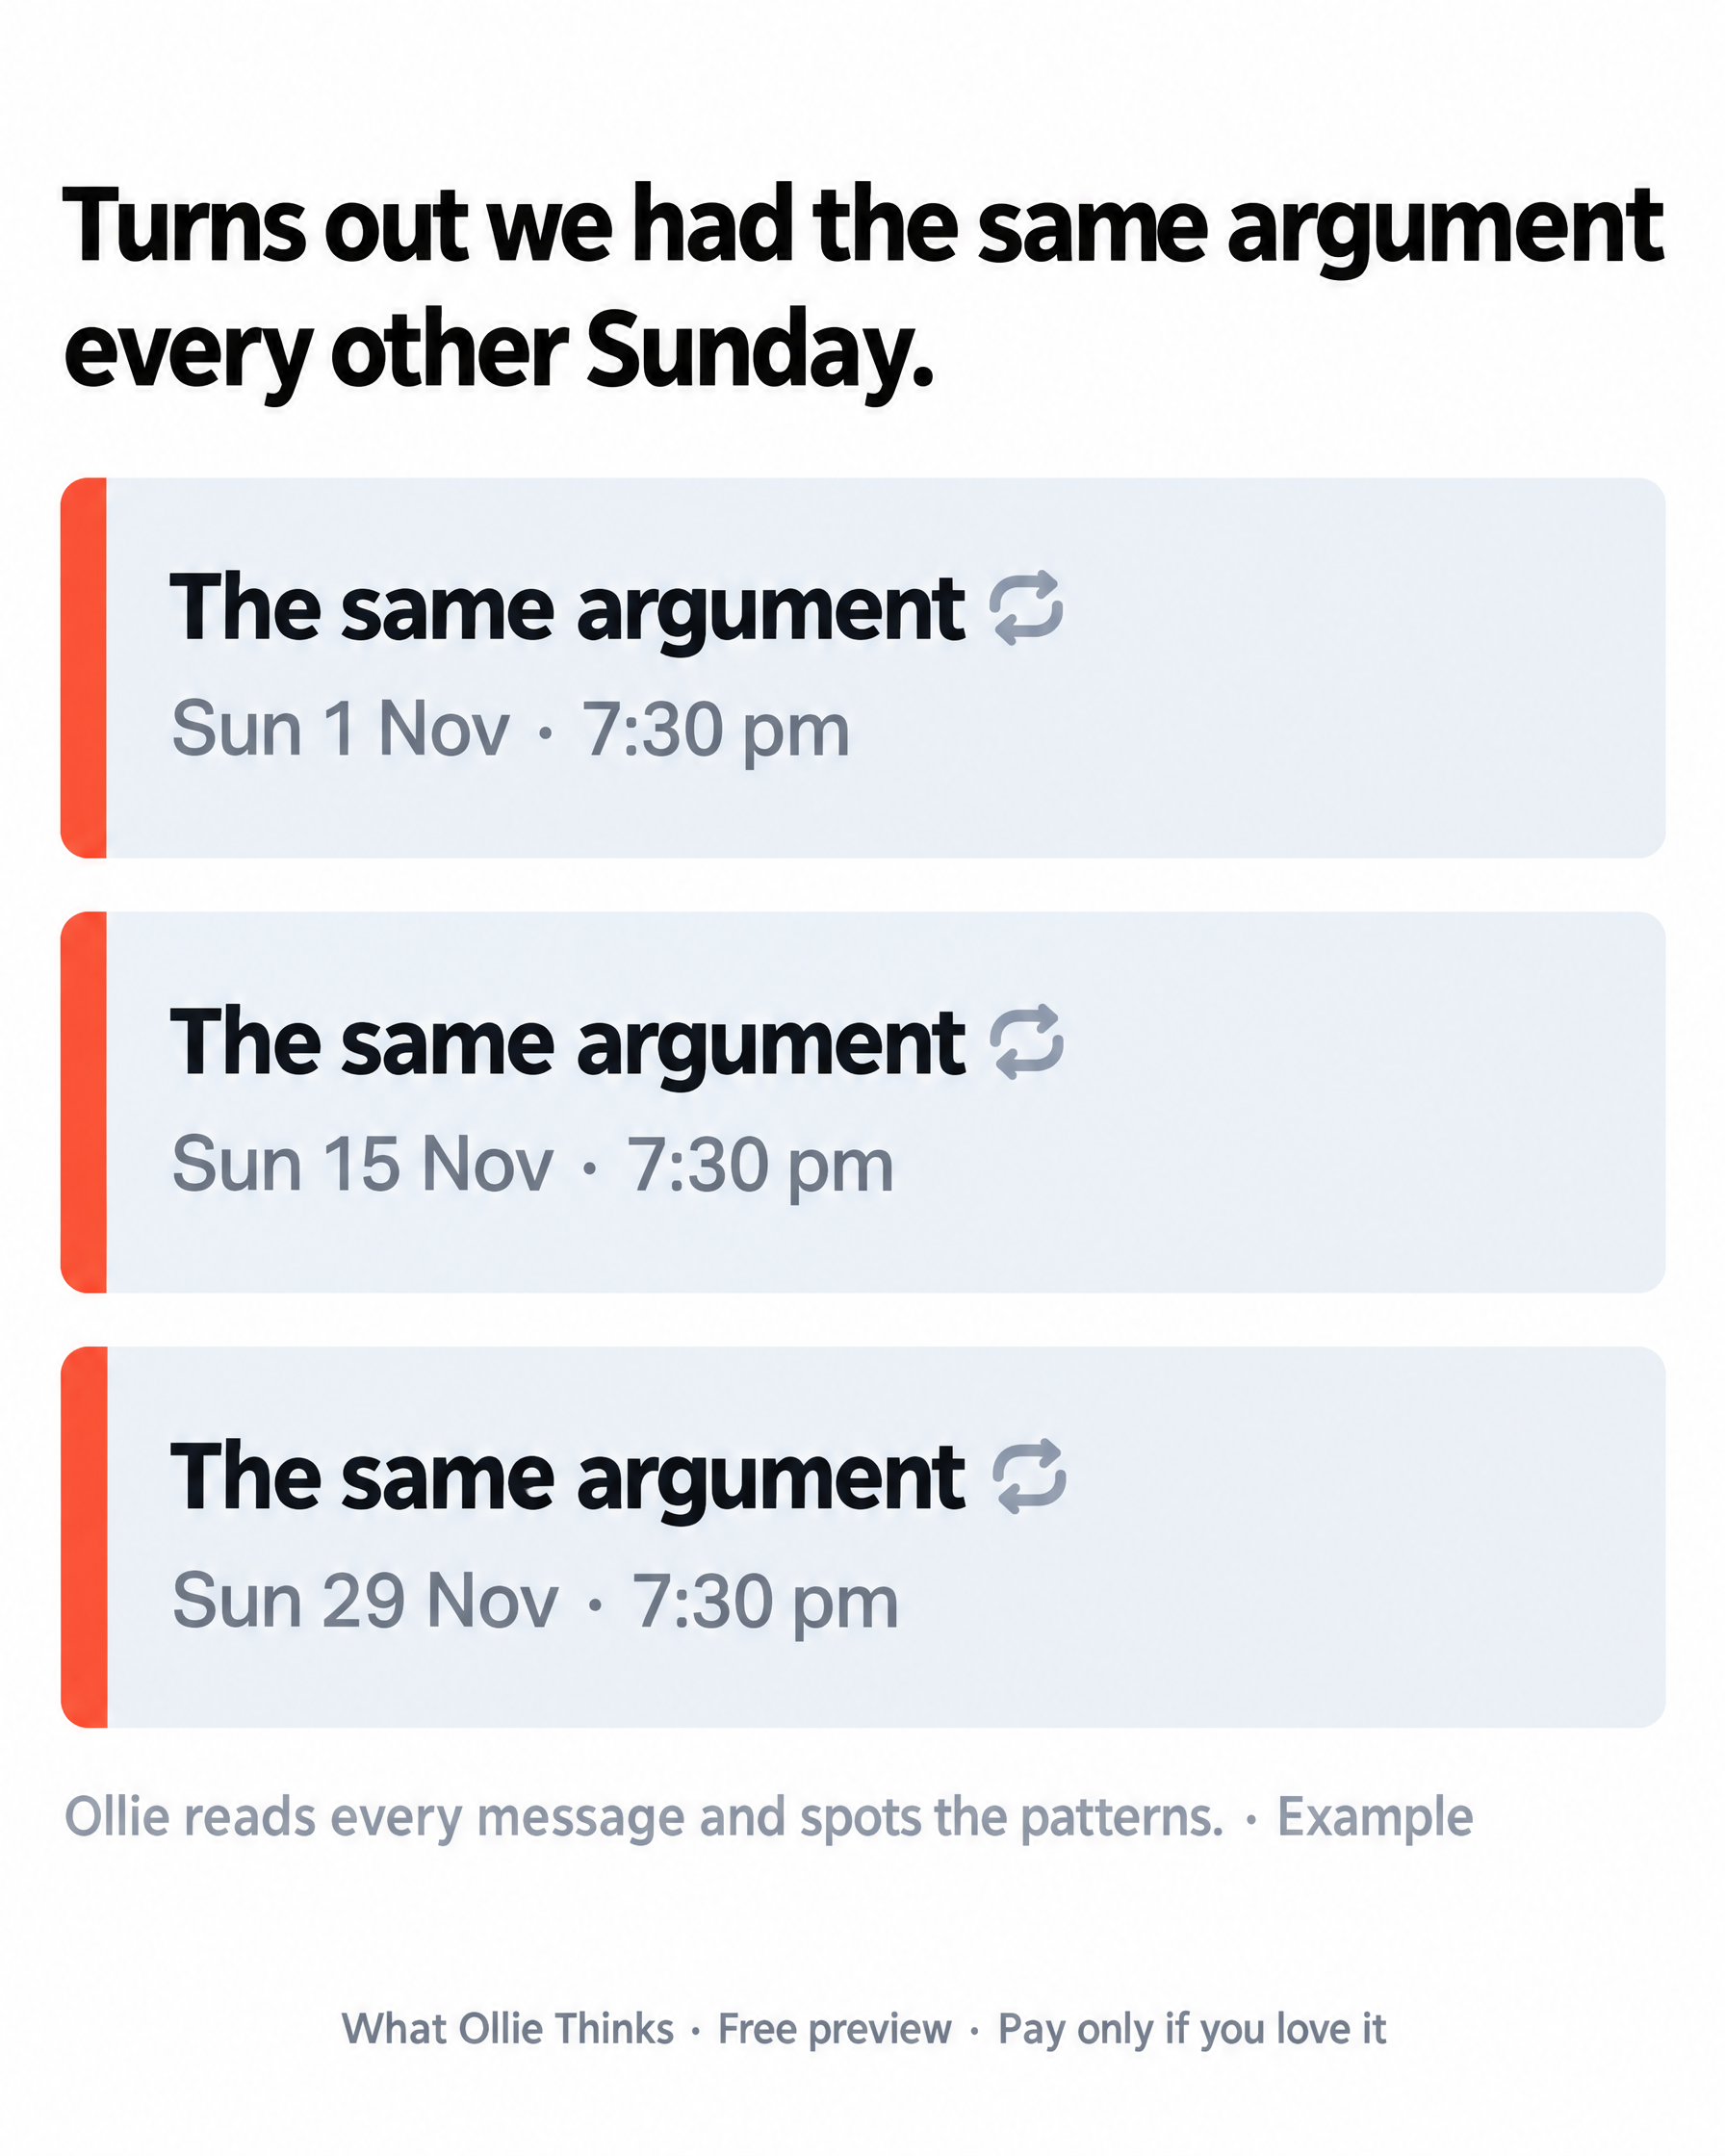 Turns out we had the same argument
every other Sunday.
The same argument
Sun 1 Nov · 7:30 pm
The same argument
Sun 15 Nov · 7:30 pm
The same argument
Sun 29 Nov · 7:30 pm
Ollie reads every message and spots the patterns. · Example
What Ollie Thinks · Free preview · Pay only if you love it